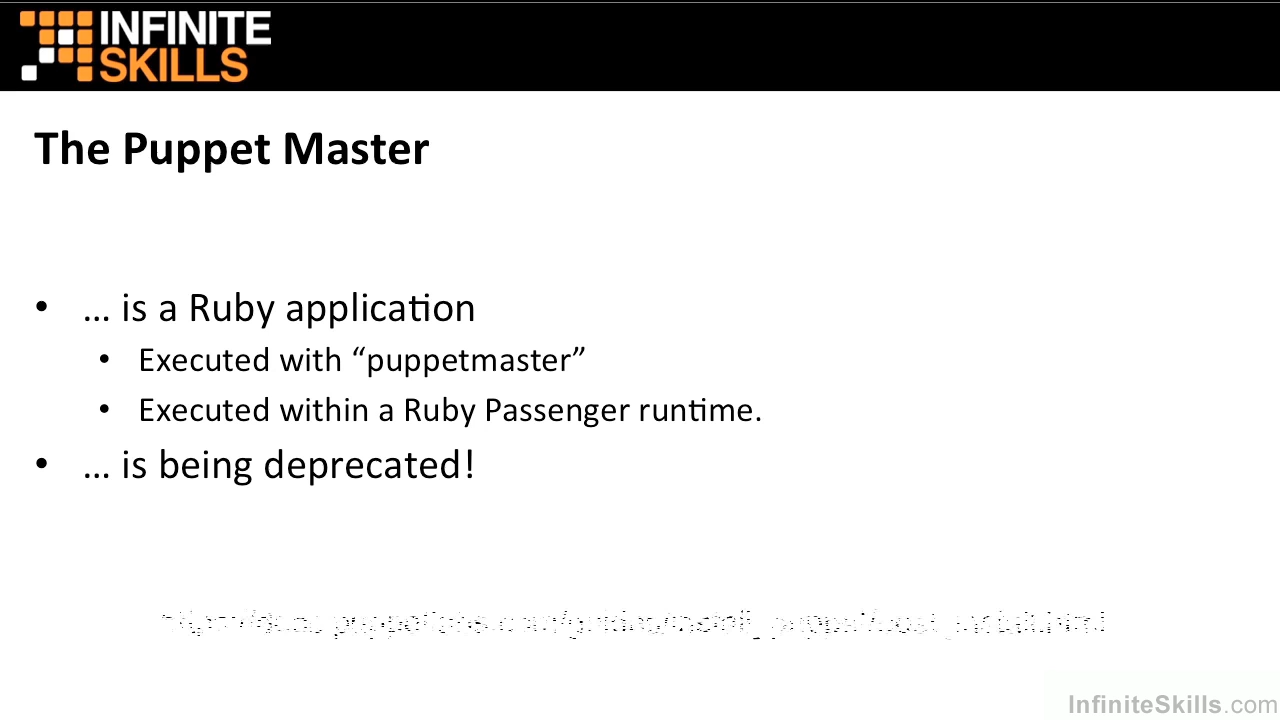 INFINITE
SKILLS
The Puppet Master
• … is a Ruby application
• Executed with “puppetmaster”
• Executed within a Ruby Passenger runtime.
• … is being deprecated!
InfiniteSkills.com